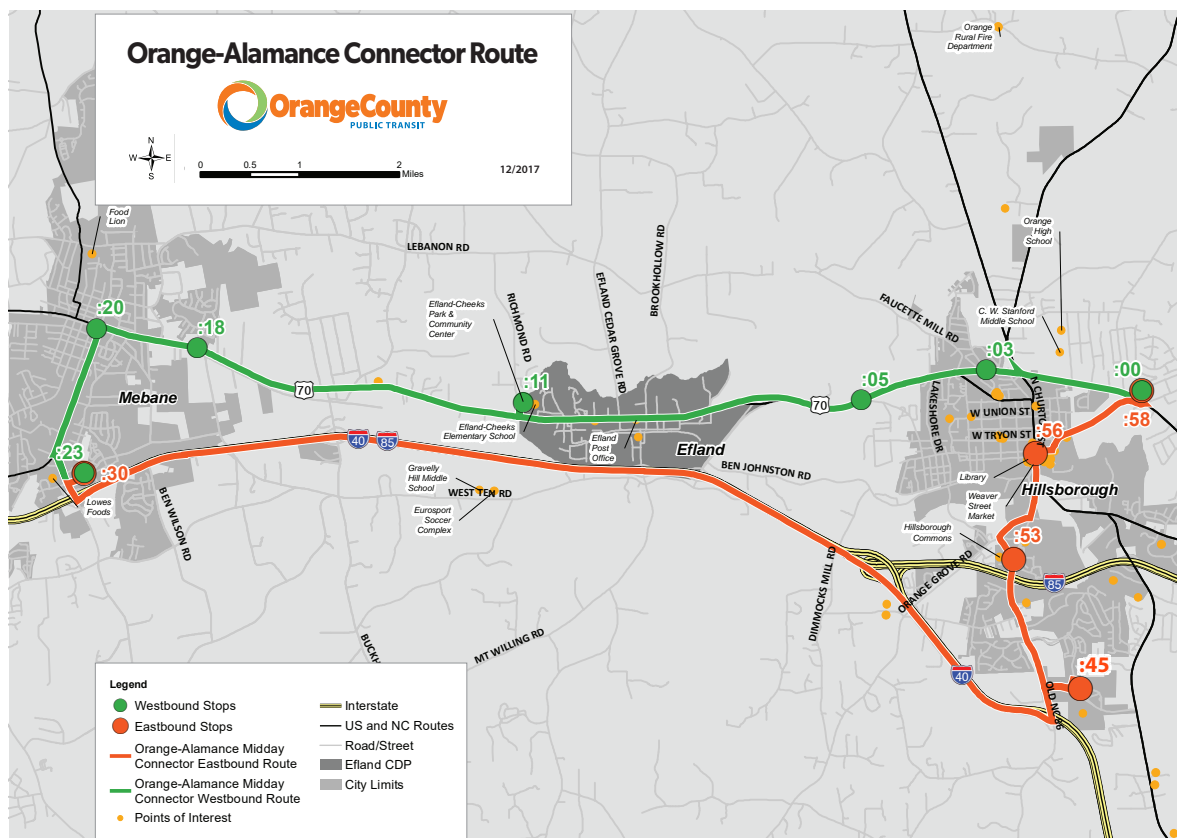 Orange-Alamance Connector Route
OrangeCounty
PUBLIC TRANSIT
N
W
E
S
0
0.5
1
2
Miles
12/2017
Orange
Rural Fire
Department
Food
Lion
LEBANON RD
RICHMOND RD
EFLAND CEDAR GROVE RD
BROOKHOLLOW RD
FAUCETTE MILL RD
Orange
High
School
C. W. Stanford
Middle School
Efland-Cheeks
Park &
Community
Center
:20
:18
:11
:05
:03
:00
:58
70
70
Mebane
LAKESHORE DR
N CHURTON ST
W UNION ST
W TRYON ST
:56
Efland-Cheeks
Elementary School
Efland
Post
Office
Efland
BEN JOHNSTON RD
40
85
:23
:30
Lowes
Foods
BEN WILSON RD
Gravelly
Hill Middle
School
WEST TEN RD
Eurosport
Soccer
Complex
Library
Weaver
Street
Market
Hillsborough
Hillsborough
Commons
:53
85
DIMMOCKS MILL RD
ORANGE GROVE RD
MT WILLING RD
BUCKH
40
:45
OLD NC 86
Legend
Westbound Stops
Eastbound Stops
Orange-Alamance Midday
Connector Eastbound Route
Orange-Alamance Midday
Connector Westbound Route
Points of Interest
Interstate
US and NC Routes
Road/Street
Efland CDP
City Limits